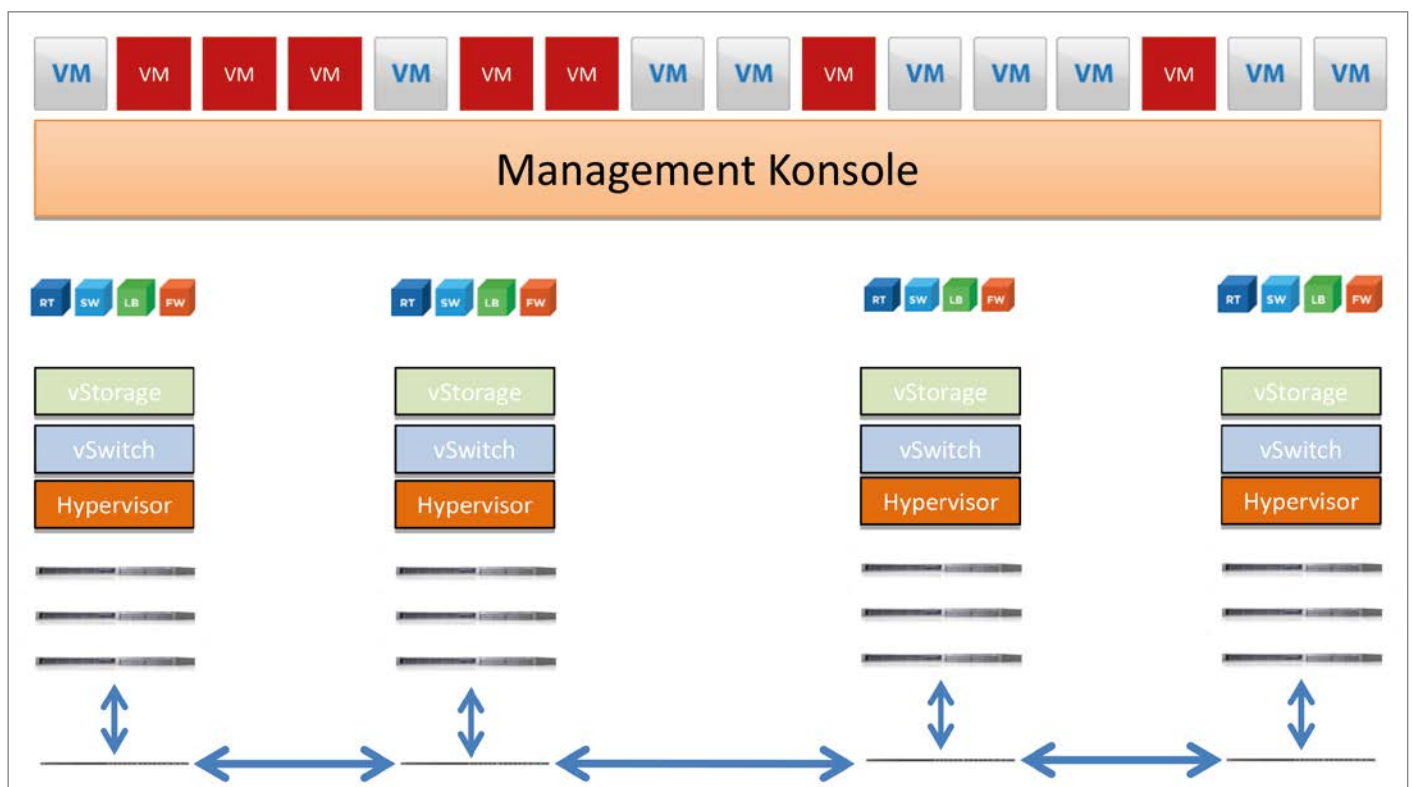 VM VM VM VM VM VM VM VM VM VM VM VM VM VM VM VM
Management Konsole
RT SW LB FW RT SW LB FW RT SW LB FW RT SW LB FW
vStorage vStorage vStorage vStorage
vSwitch vSwitch vSwitch vSwitch
Hypervisor Hypervisor Hypervisor Hypervisor